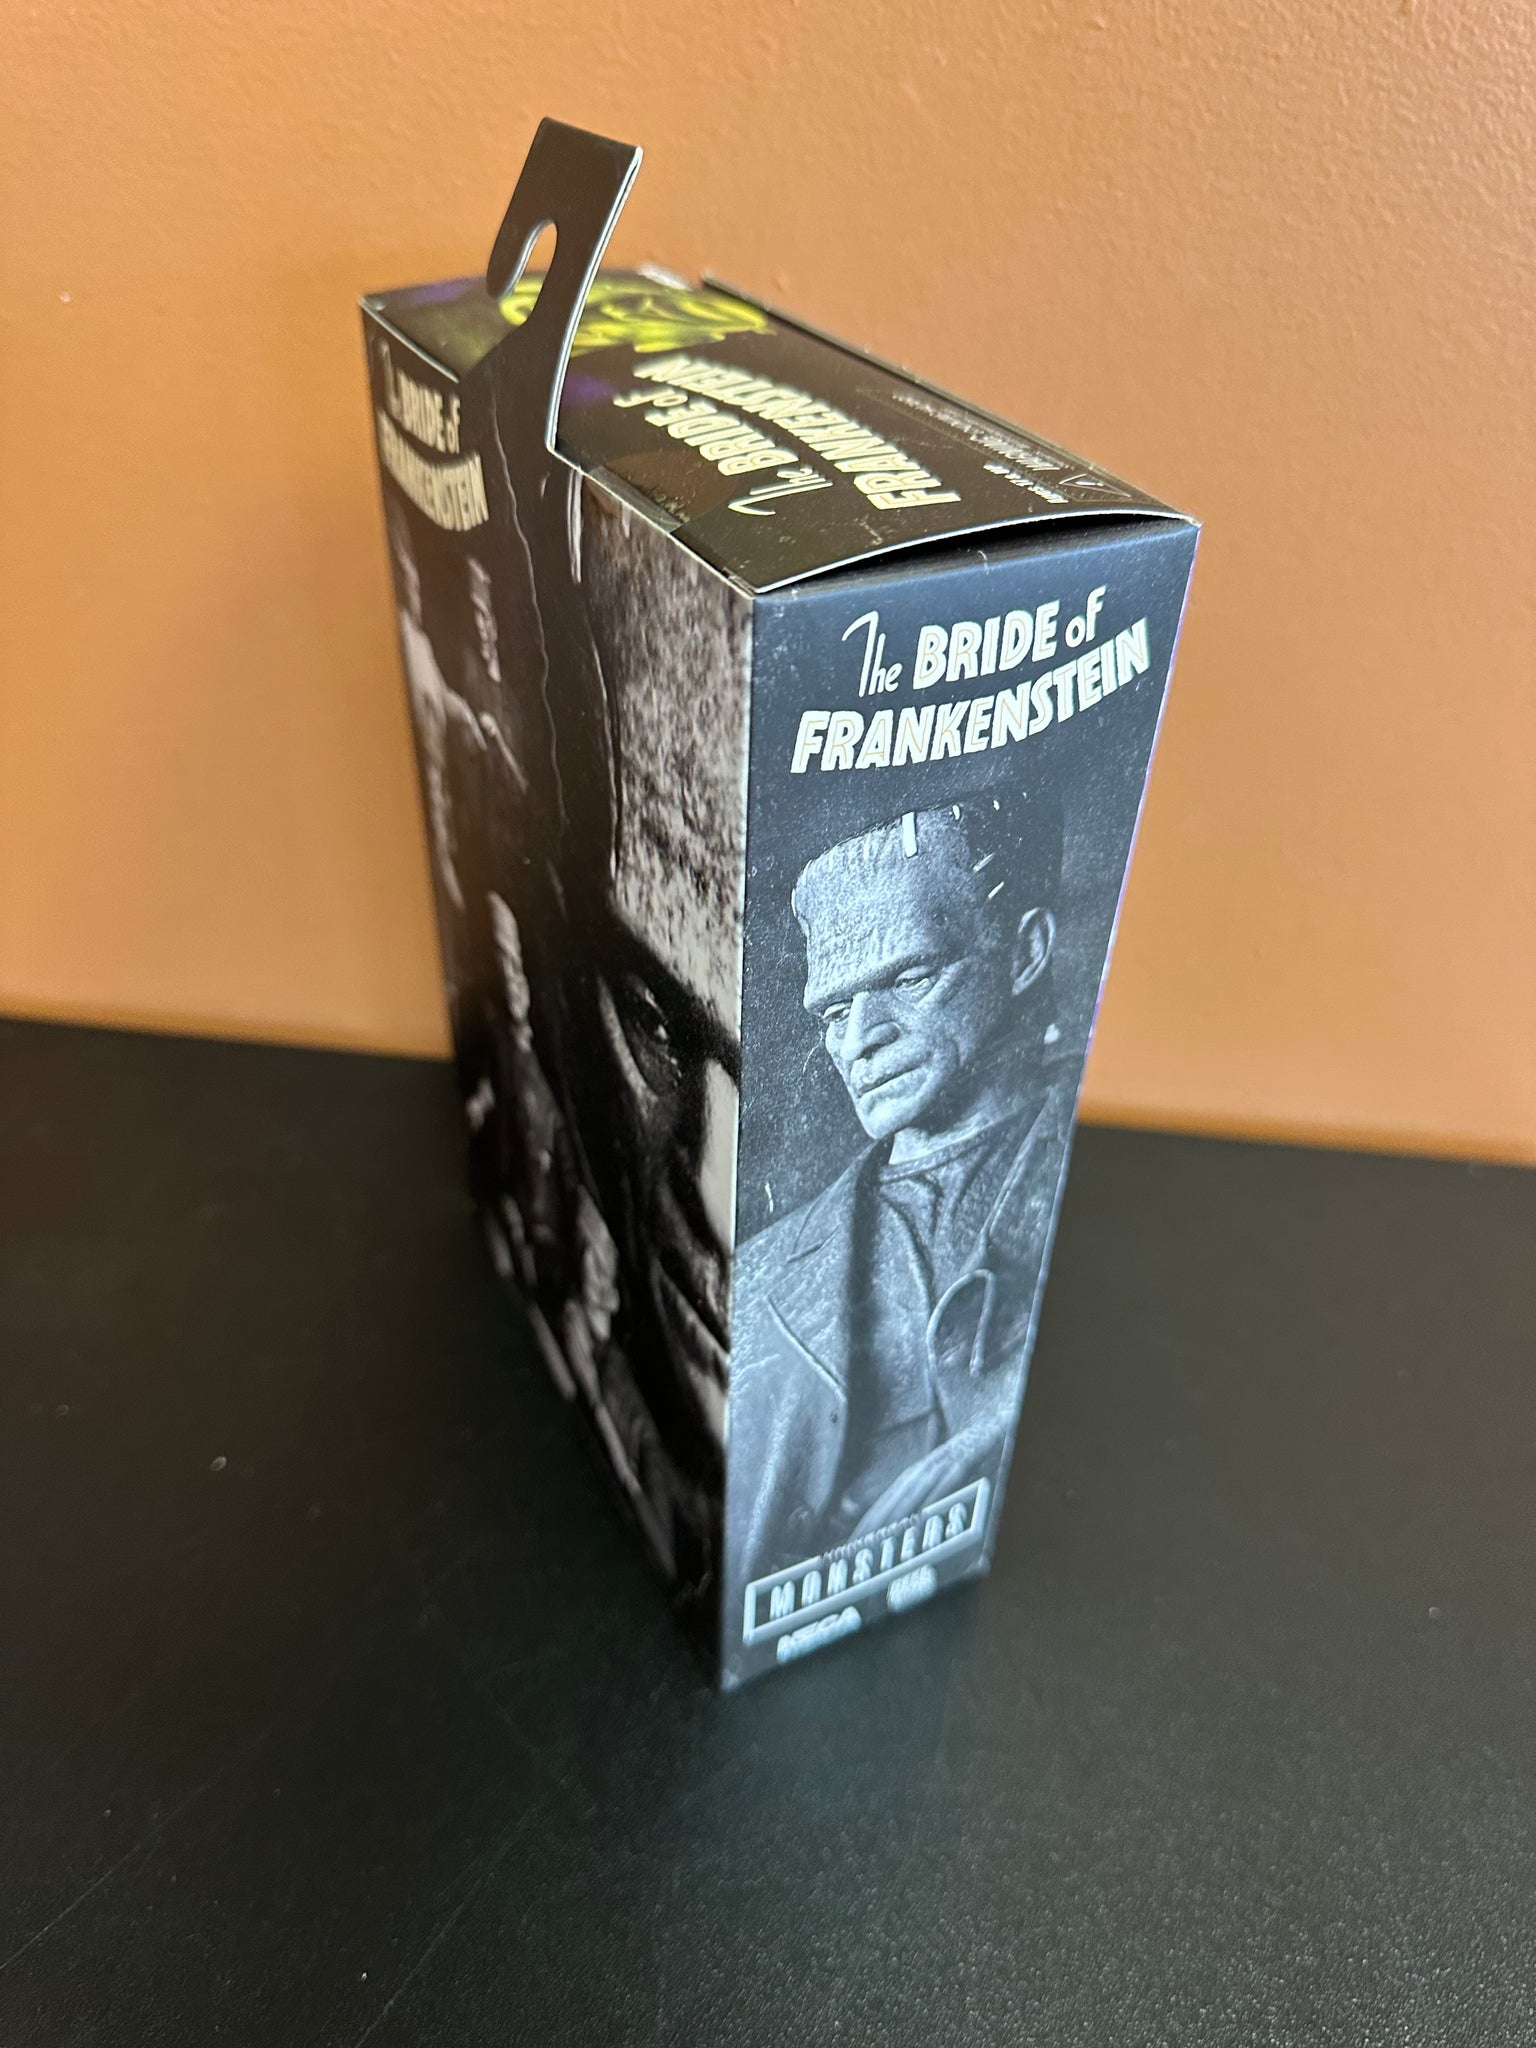 The BRIDE of
FRANKENSTEIN
The BRIDE of
FRANKENSTEIN
The BRIDE of
FRANKENSTEIN
MONSTERS
NECA